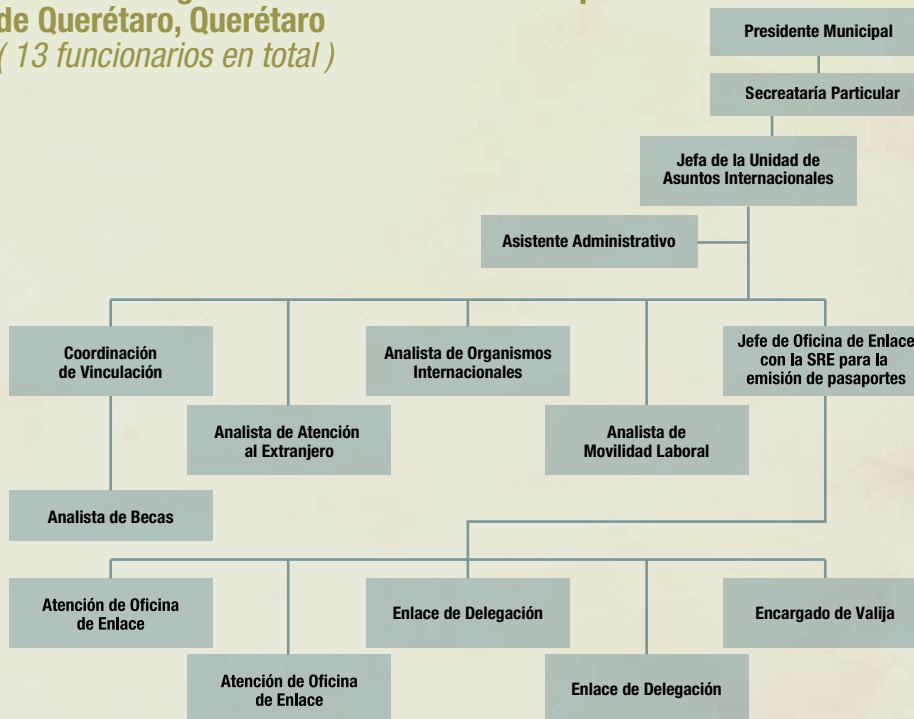 de Querétaro, Querétaro
( 13 funcionarios en total )
Presidente Municipal
Secretaría Particular
Jefa de la Unidad de
Asuntos Internacionales
Asistente Administrativo
Coordinación
de Vinculación
Analista de Organismos
Internacionales
Jefe de Oficina de Enlace
con la SRE para la
emisión de pasaportes
Analista de Atención
al Extranjero
Analista de
Movilidad Laboral
Analista de Becas
Atención de Oficina
de Enlace
Enlace de Delegación
Encargado de Valija
Atención de Oficina
de Enlace
Enlace de Delegación